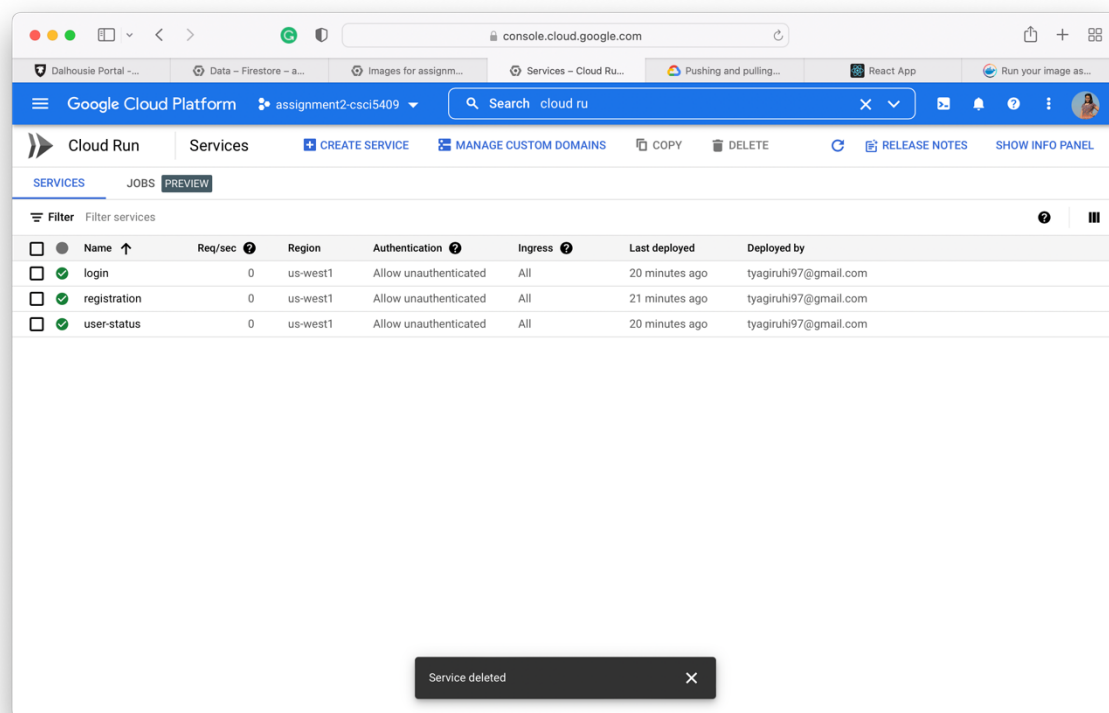 console.cloud.google.com
Dalhousie Portal -... Data – Firestore – a... Images for assignm... Services – Cloud Ru... Pushing and pulling... React App Run your image as...
Google Cloud Platform assignment2-csci5409 Search cloud ru
Cloud Run Services CREATE SERVICE MANAGE CUSTOM DOMAINS COPY DELETE RELEASE NOTES SHOW INFO PANEL
SERVICES JOBS PREVIEW
Filter Filter services
Name Req/sec Region Authentication Ingress Last deployed Deployed by
login 0 us-west1 Allow unauthenticated All 20 minutes ago tyagiruhi97@gmail.com
registration 0 us-west1 Allow unauthenticated All 21 minutes ago tyagiruhi97@gmail.com
user-status 0 us-west1 Allow unauthenticated All 20 minutes ago tyagiruhi97@gmail.com
Service deleted